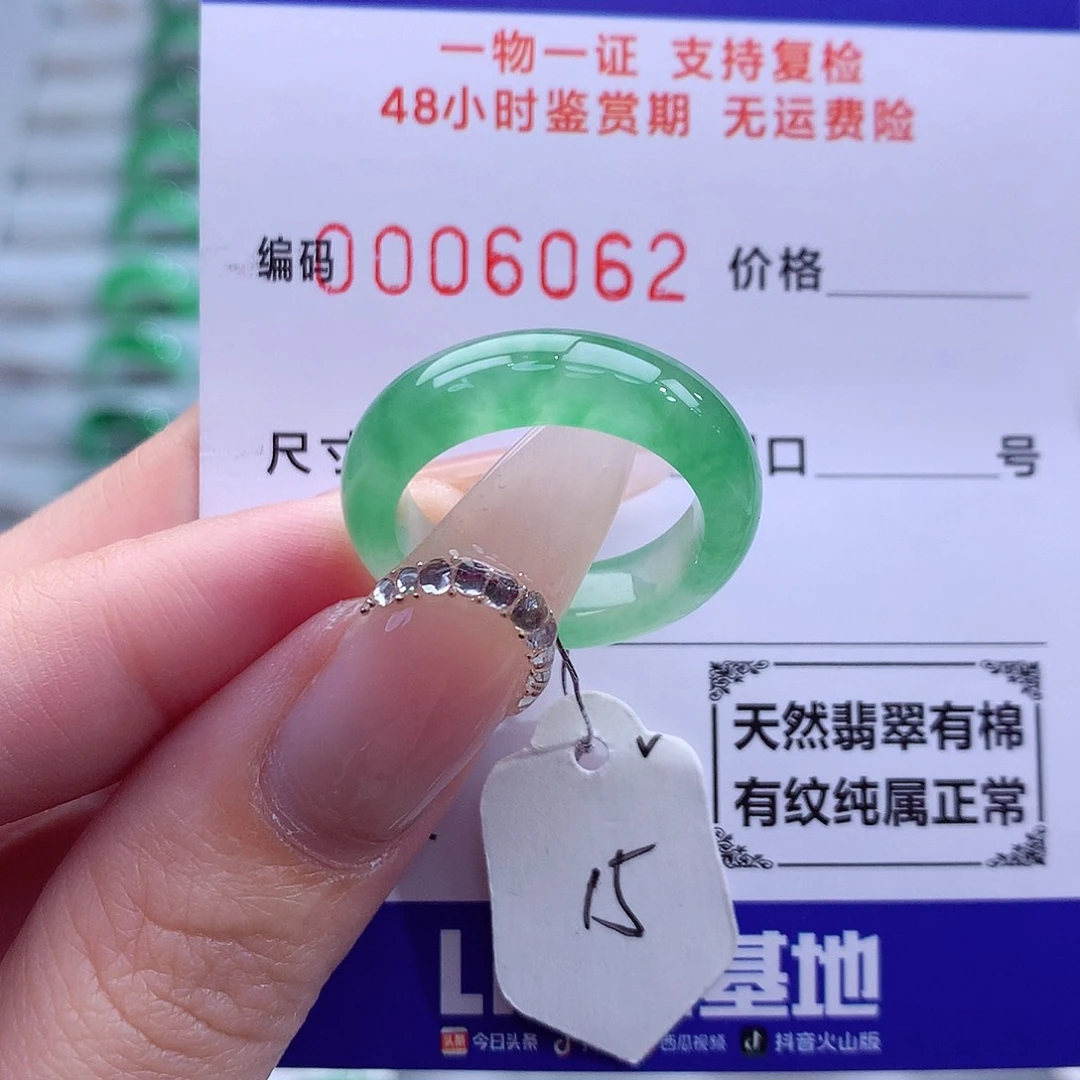 一物一证 支持复检
48小时鉴赏期 无运费险
编码0006062 价格
尺寸 口 号
天然翡翠有棉
有纹纯属正常
15
L 基地
头条 今日头条 西瓜视频 抖音火山版